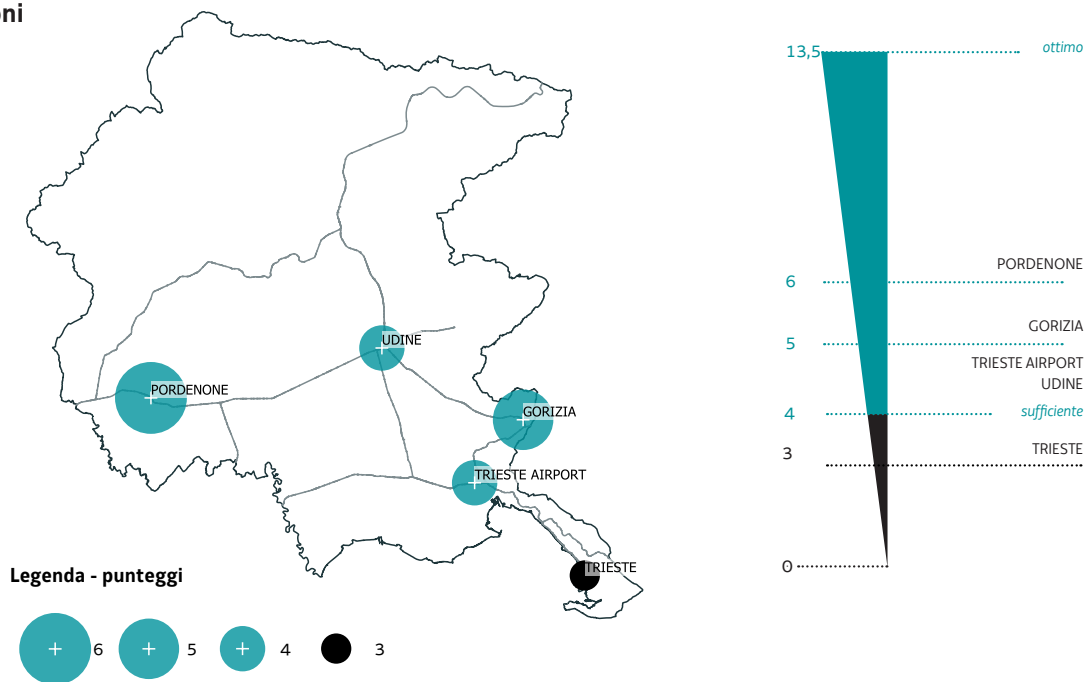 oni
UDINE
PORDENONE
GORIZIA
TRIESTE AIRPORT
TRIESTE
Legenda - punteggi
6
5
4
3
13,5
ottimo
PORDENONE
6
GORIZIA
5
TRIESTE AIRPORT
UDINE
4
sufficiente
TRIESTE
3
0